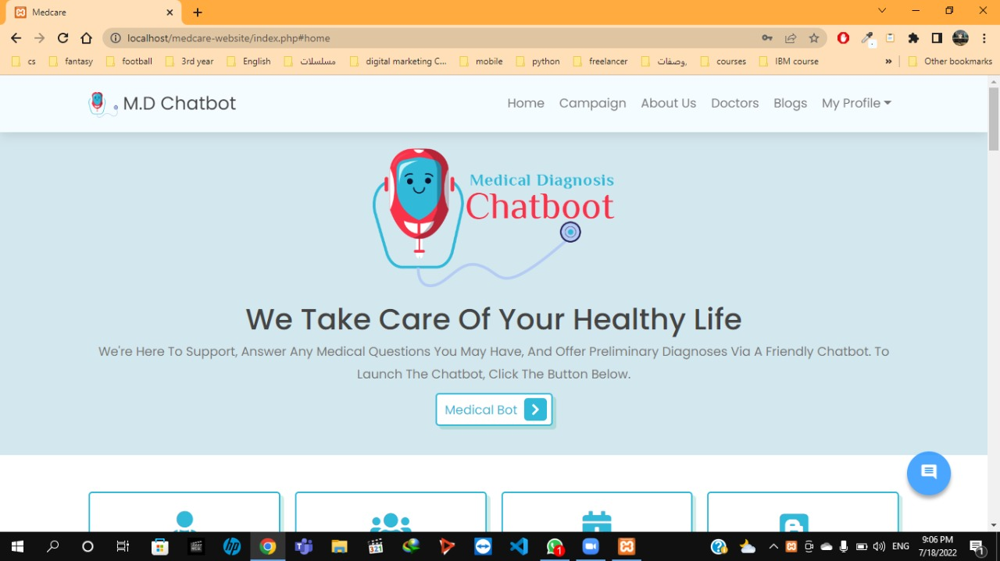 Medcare
localhost/medcare-website/index.php#home
cs
fantasy
football
3rd year
English
مسلسلات
digital marketing C...
mobile
python
freelancer
وصفات,
courses
IBM course
»
Other bookmarks
M.D Chatbot
Home
Campaign
About Us
Doctors
Blogs
My Profile
Medical Diagnosis
Chatboot
We Take Care Of Your Healthy Life
We're Here To Support, Answer Any Medical Questions You May Have, And Offer Preliminary Diagnoses Via A Friendly Chatbot. To
Launch The Chatbot, Click The Button Below.
Medical Bot
hp
321
1
ENG
9:06 PM
7/18/2022
1